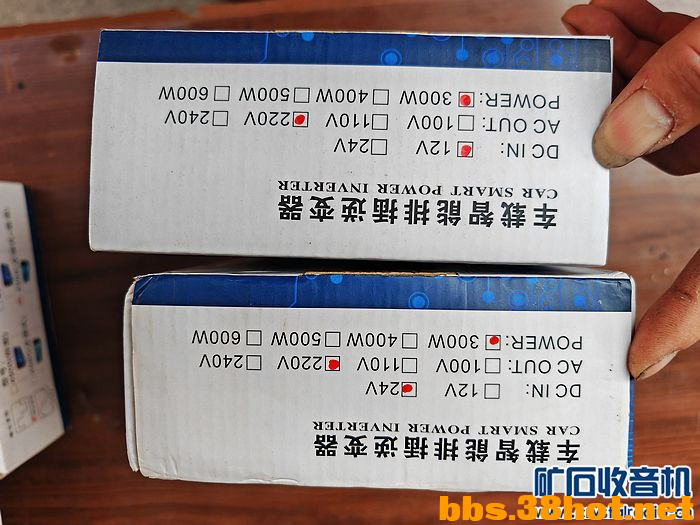 车载智能排插逆变器
CAR SMART POWER INVERTER
DC IN: 12V 24V
AC OUT: 100V 110V 220V 240V
POWER: 300W 400W 500W 600W
车载智能排插逆变器
CAR SMART POWER INVERTER
DC IN: 12V 24V
AC OUT: 100V 110V 220V 240V
POWER: 300W 400W 500W 600W
矿石收音机
bbs.38hot.net